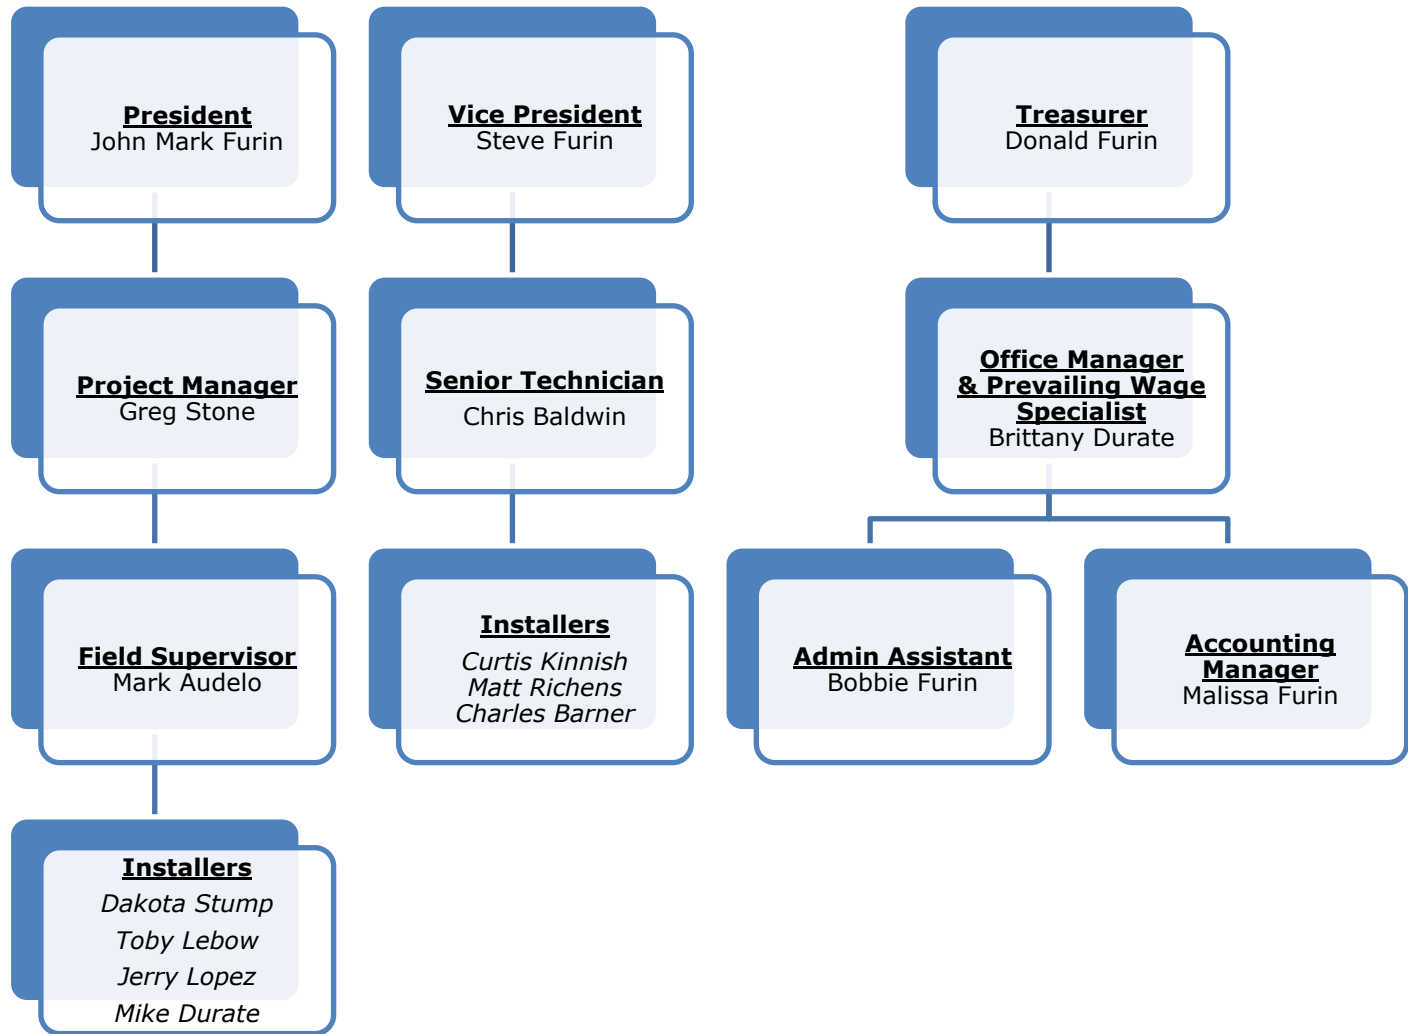 President
John Mark Furin
Vice President
Steve Furin
Treasurer
Donald Furin
Project Manager
Greg Stone
Senior Technician
Chris Baldwin
Office Manager
& Prevailing Wage
Specialist
Brittany Durate
Field Supervisor
Mark Audelo
Installers
Curtis Kinnish
Matt Richens
Charles Barner
Admin Assistant
Bobbie Furin
Accounting
Manager
Malissa Furin
Installers
Dakota Stump
Toby Lebow
Jerry Lopez
Mike Durate